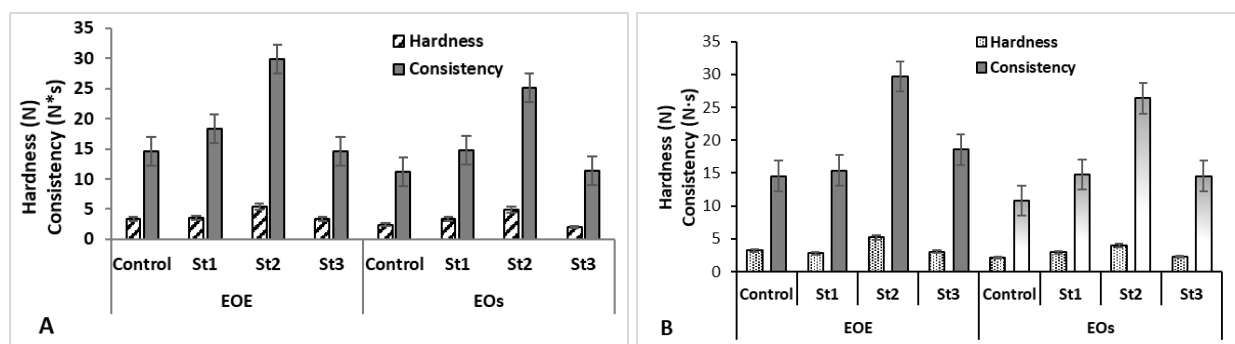 Hardness (N)
Consistency (N*s)
35
30
25
20
15
10
5
0
Hardness
Consistency
Control St1 St2 St3 Control St1 St2 St3
EOE EOs
A
Hardness (N)
Consistency (N·s)
35
30
25
20
15
10
5
0
Hardness
Consistency
Control St1 St2 St3 Control St1 St2 St3
EOE EOs
B